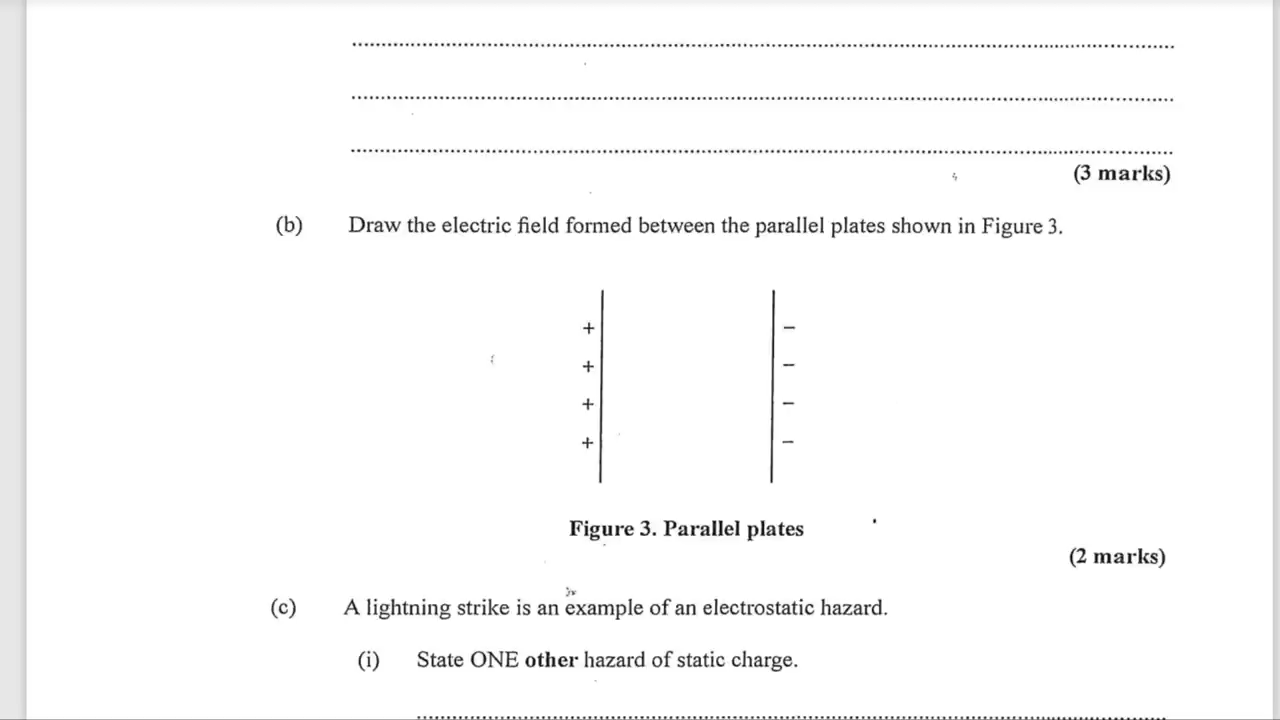 (3 marks)
(b) Draw the electric field formed between the parallel plates shown in Figure 3.
+ −
+ −
+ −
+ −
Figure 3. Parallel plates
(2 marks)
(c) A lightning strike is an example of an electrostatic hazard.
(i) State ONE other hazard of static charge.